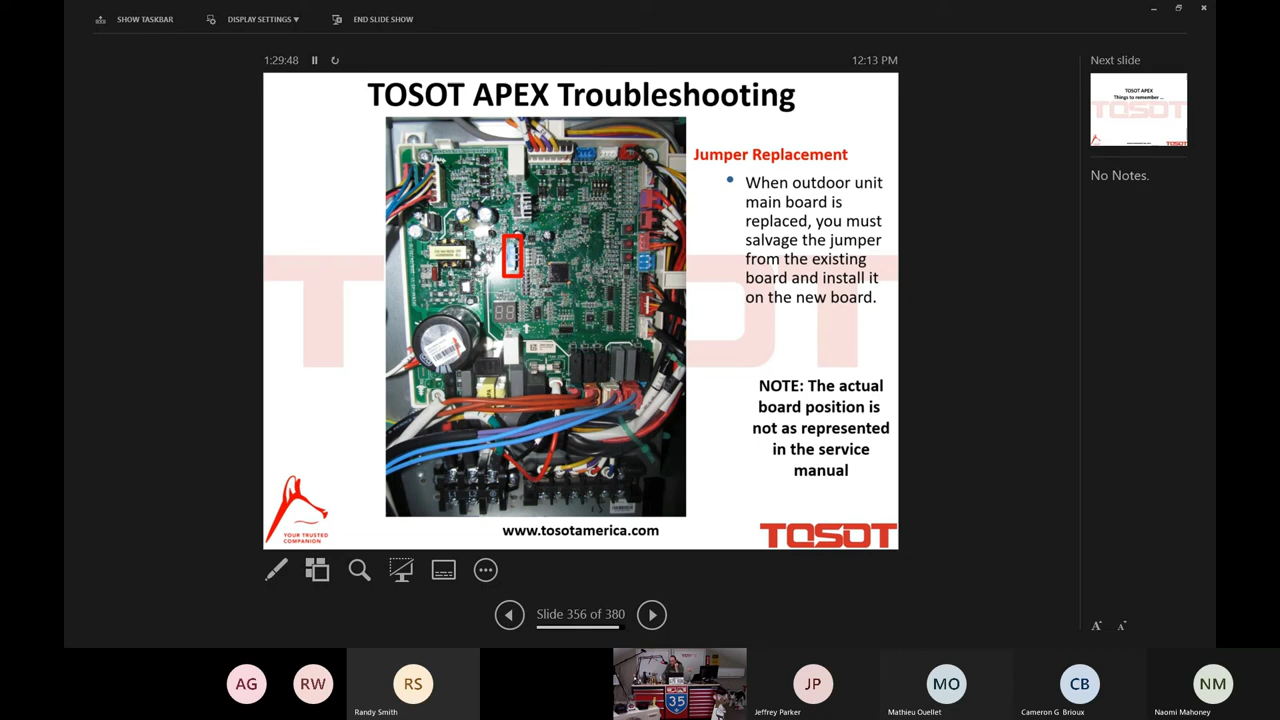 SHOW TASKBAR
DISPLAY SETTINGS ▾
END SLIDE SHOW
1:29:48
12:13 PM
TOSOT APEX Troubleshooting
Jumper Replacement
• When outdoor unit
main board is
replaced, you must
salvage the jumper
from the existing
board and install it
on the new board.
NOTE: The actual
board position is
not as represented
in the service
manual
YOUR TRUSTED
COMPANION
www.tosotamerica.com
TOSOT
Slide 356 of 380
Next slide
TOSOT APEX
Things to remember ...
TOSOT
No Notes.
A A
AG
RW
RS
Randy Smith
35
JP
Jeffrey Parker
MO
Mathieu Ouellet
CB
Cameron G Brioux
NM
Naomi Mahoney